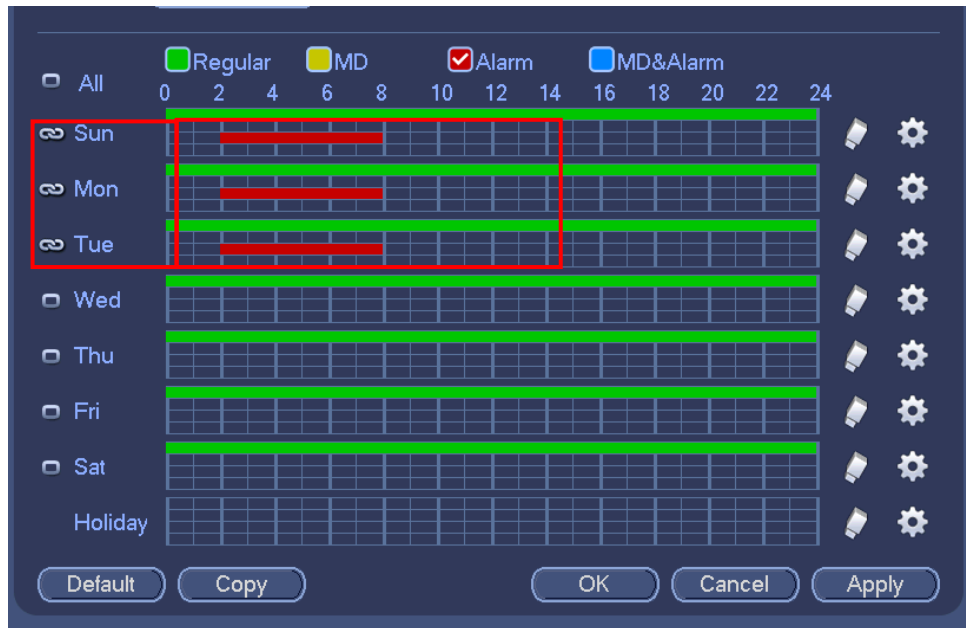 Regular MD Alarm MD&Alarm
All
0 2 4 6 8 10 12 14 16 18 20 22 24
Sun
Mon
Tue
Wed
Thu
Fri
Sat
Holiday
Default Copy OK Cancel Apply